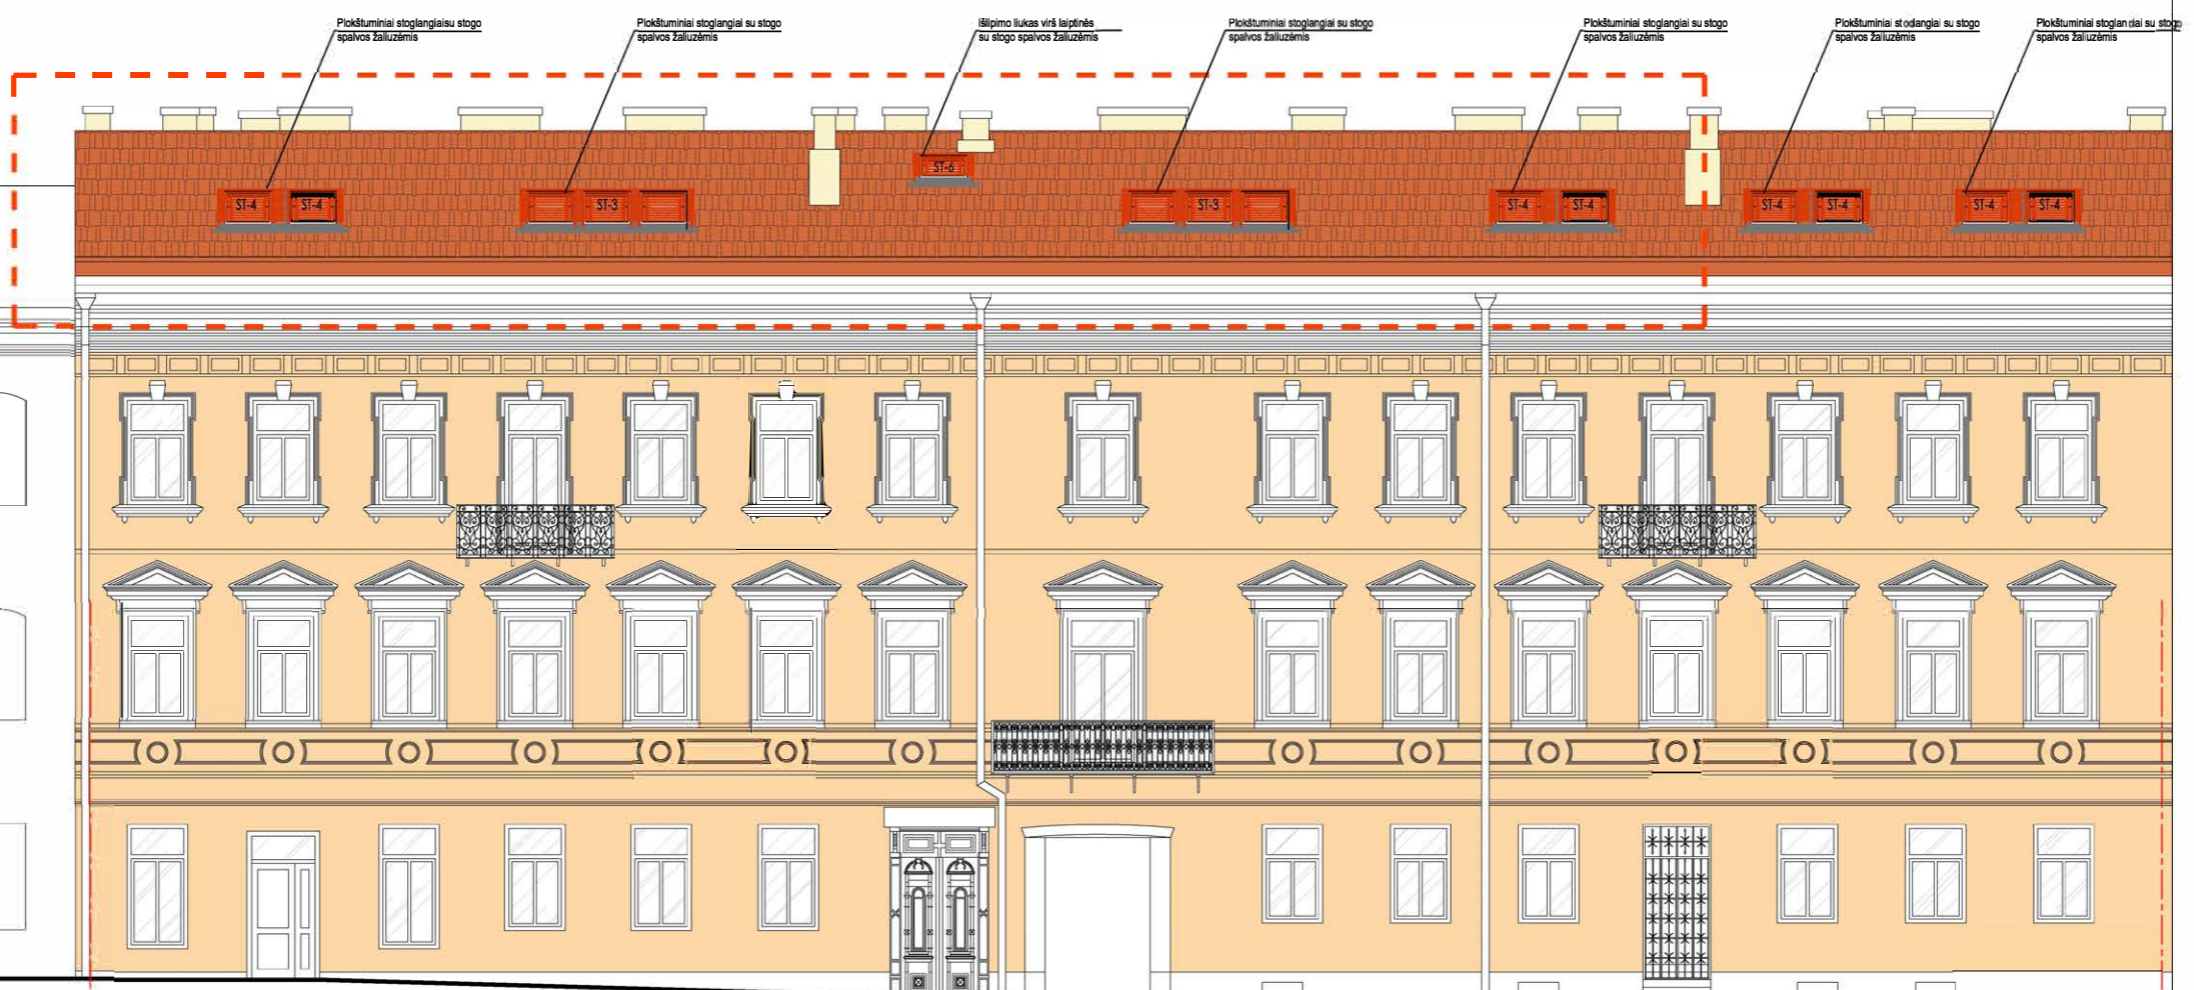 Plokštuminiai stoglangiaisu stogo
spalvos žaliuzėmis
Plokštuminiai stoglangiai su stogo
spalvos žaliuzėmis
Išlipimo liukas virš laiptinės
su stogo spalvos žaliuzėmis
Plokštuminiai stoglangiai su stogo
spalvos žaliuzėmis
Plokštuminiai stoglangiai su stogo
spalvos žaliuzėmis
Plokštuminiai stoglangiai su stogo
spalvos žaliuzėmis
Plokštuminiai stoglangiai su stogo
spalvos žaliuzėmis
ST-6
ST-4 ST-4 ST-3 ST-3 ST-4 ST-4 ST-4 ST-4 ST-4 ST-4